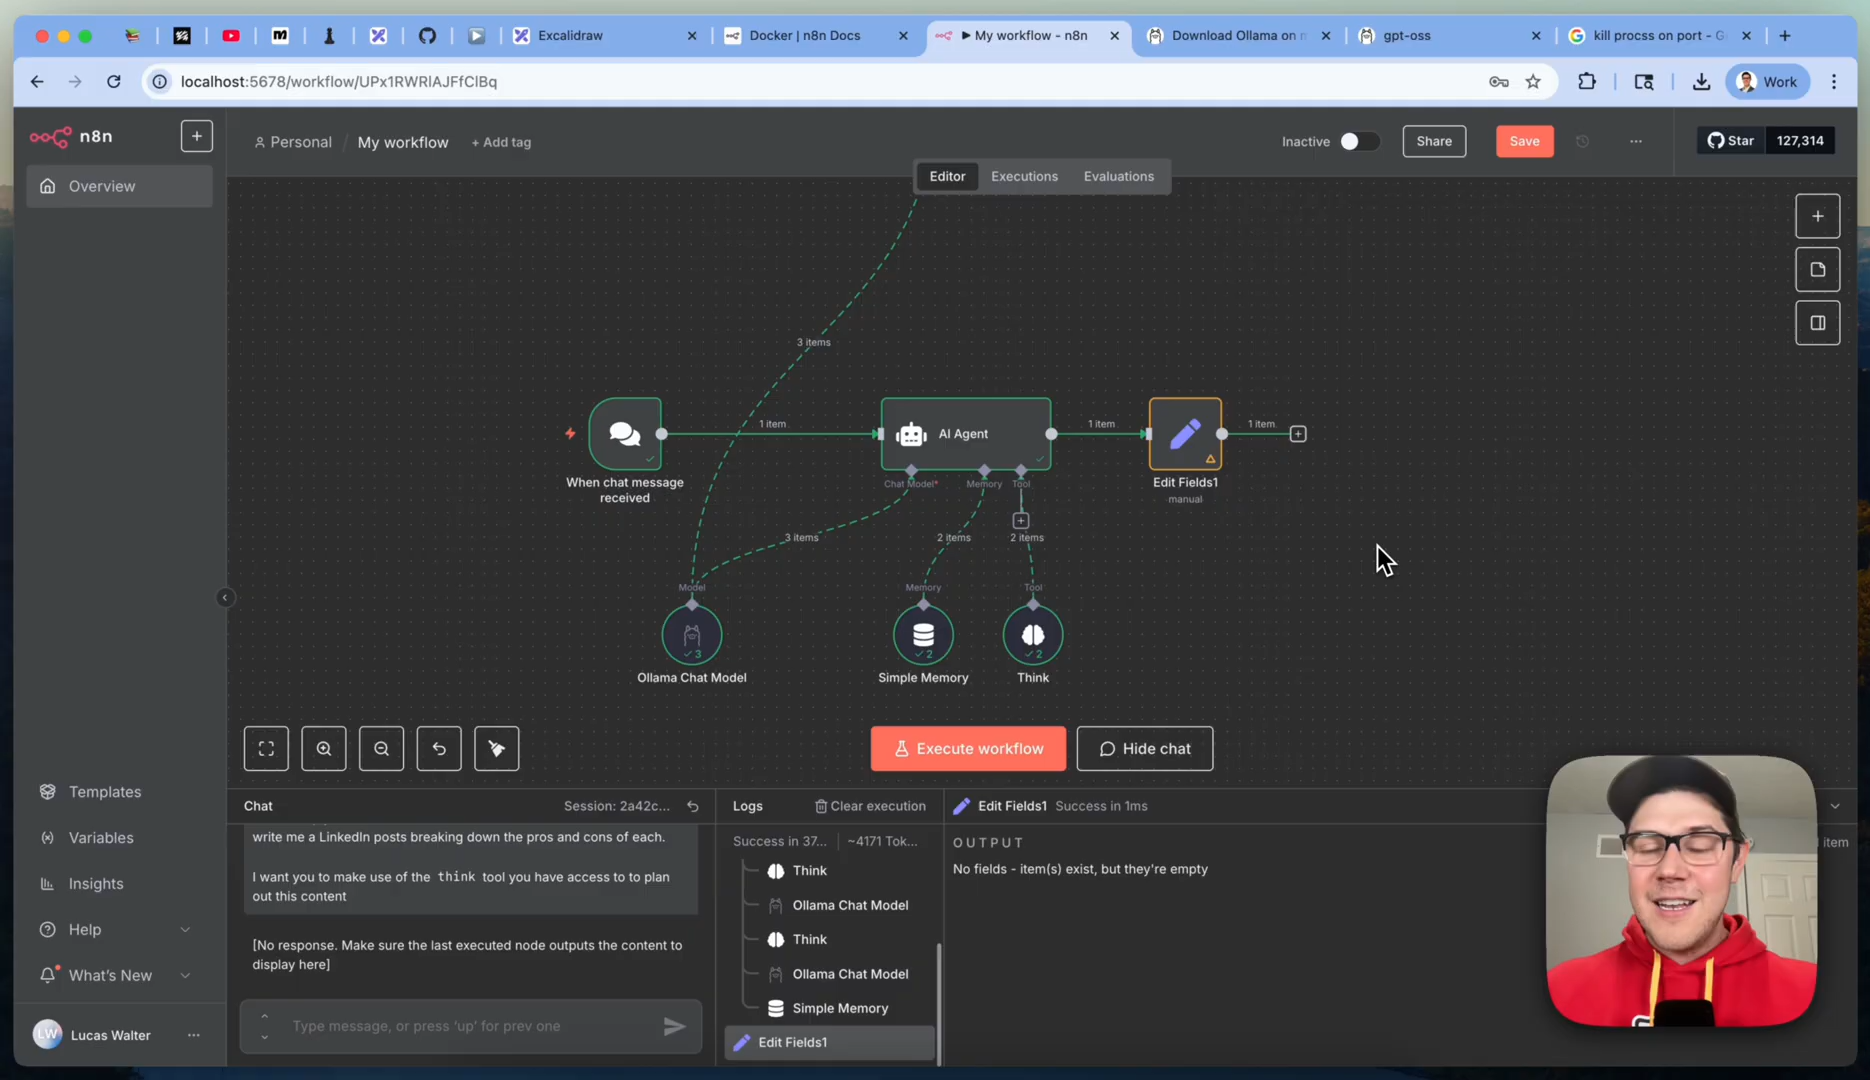 Excalidraw
Docker | n8n Docs
▶ My workflow - n8n
Download Ollama on m
gpt-oss
kill procss on port - G
localhost:5678/workflow/UPx1RWRlAJFfClBq
Work
n8n
Personal / My workflow + Add tag
Inactive
Share
Save
Star 127,314
Overview
Editor
Executions
Evaluations
3 items
1 item
AI Agent
1 item
1 item
When chat message
received
Chat Model*
Memory
Tool
Edit Fields1
manual
3 items
2 items
2 items
Model
Memory
Tool
3
2
2
Ollama Chat Model
Simple Memory
Think
Execute workflow
Hide chat
Templates
Variables
Insights
Help
What's New
LW
Lucas Walter
Chat
Session: 2a42c...
write me a LinkedIn posts breaking down the pros and cons of each.
I want you to make use of the think tool you have access to to plan
out this content
[No response. Make sure the last executed node outputs the content to
display here]
Type message, or press 'up' for prev one
Logs
Clear execution
Success in 37...
~4171 Tok...
Think
Ollama Chat Model
Think
Ollama Chat Model
Simple Memory
Edit Fields1
Edit Fields1 Success in 1ms
OUTPUT
item
No fields - item(s) exist, but they're empty